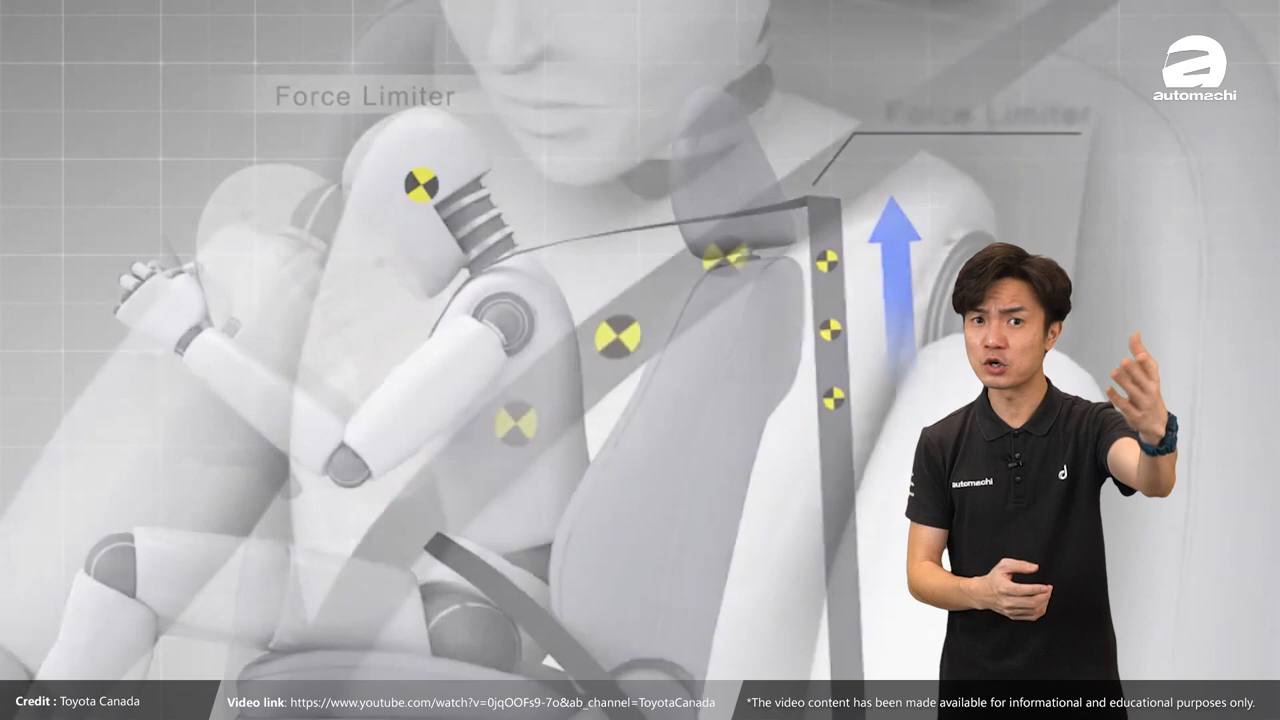 automachi
Force Limiter
Force Limiter
automachi
Credit : Toyota Canada
Video link: https://www.youtube.com/watch?v=0jqOOFs9-7o&ab_channel=ToyotaCanada
*The video content has been made available for informational and educational purposes only.